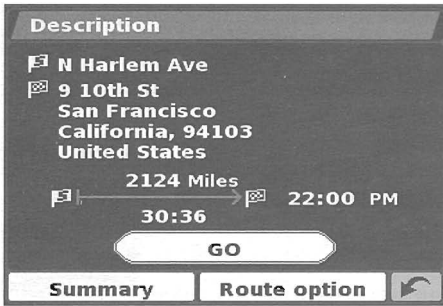 Description
N Harlem Ave
9 10th St
San Francisco
California, 94103
United States
2124 Miles
22:00 PM
30:36
GO
Summary
Route option